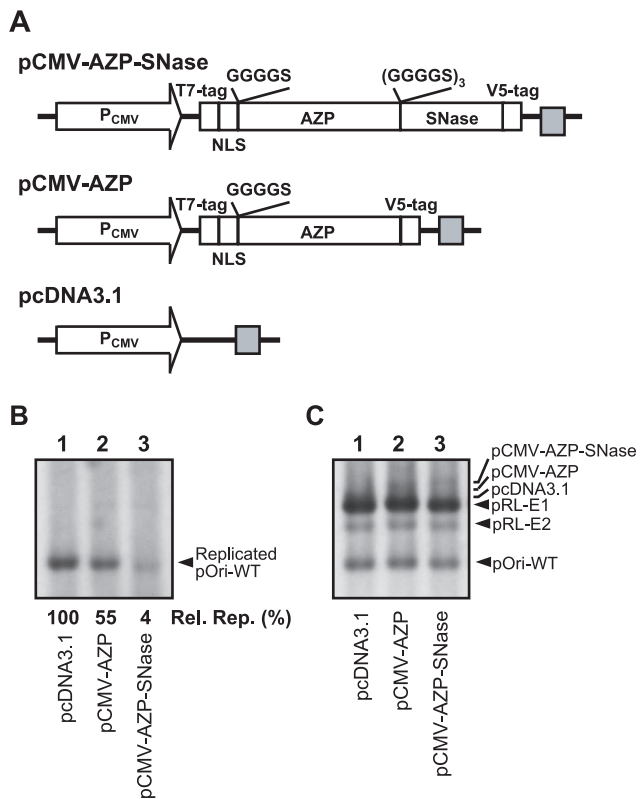 A
pCMV-AZP-SNase
T7-tag GGGGS (GGGGS)3 V5-tag
PCMV AZP SNase
NLS
pCMV-AZP
T7-tag GGGGS V5-tag
PCMV AZP
NLS
pcDNA3.1
PCMV
B
1 2 3
Replicated
pOri-WT
100 55 4 Rel. Rep. (%)
pcDNA3.1
pCMV-AZP
pCMV-AZP-SNase
C
1 2 3
pCMV-AZP-SNase
pCMV-AZP
pcDNA3.1
pRL-E1
pRL-E2
pOri-WT
pcDNA3.1
pCMV-AZP
pCMV-AZP-SNase